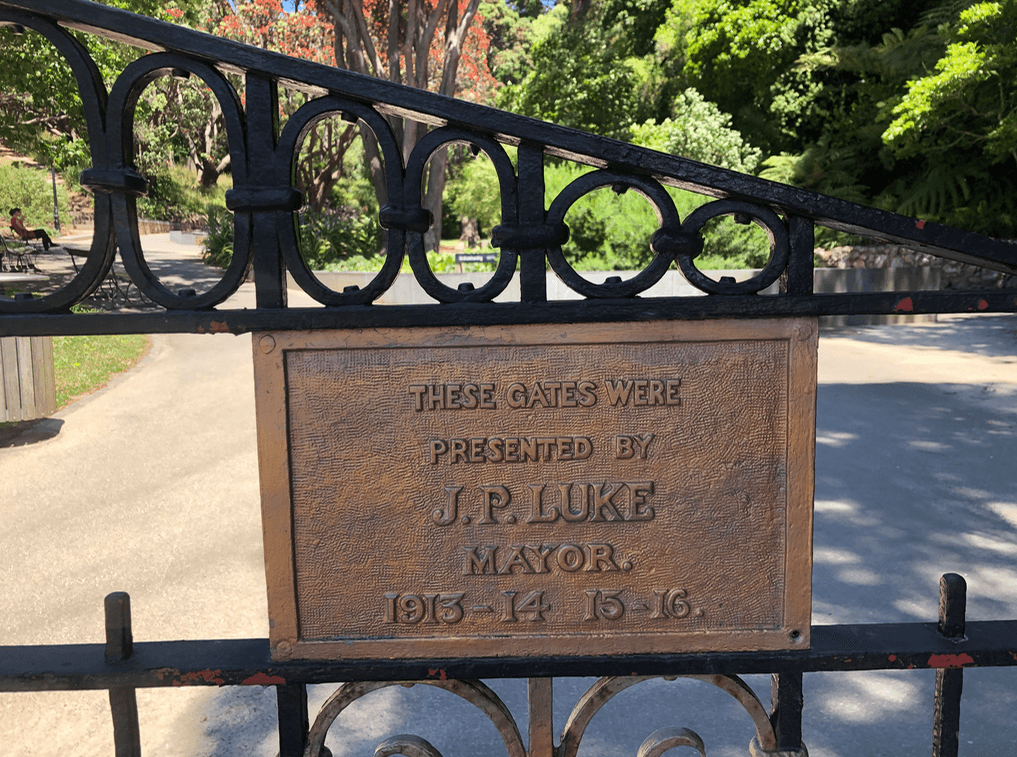 THESE GATES WERE
PRESENTED BY
J.P. LUKE
MAYOR.
1913-14 15-16.